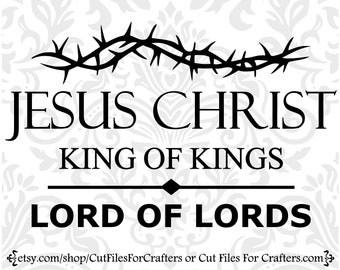 JESUS CHRIST
KING OF KINGS
LORD OF LORDS
etsy.com/shop/CutFilesForCrafters or Cut Files For Crafters.com